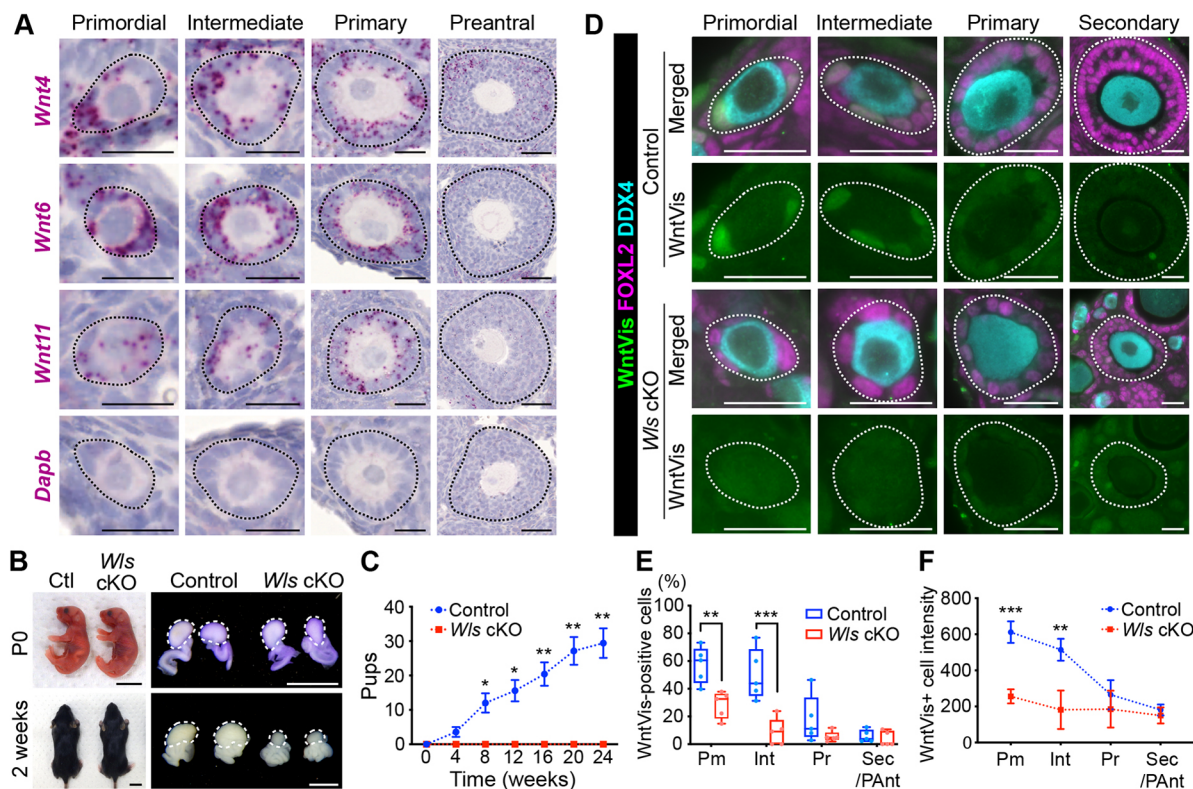 A
Primordial Intermediate Primary Preantral
Wnt4
Wnt6
Wnt11
Dapb
B
Ctl Wls cKO Control Wls cKO
P0
2 weeks
C
Control
Wls cKO
Pups
40
30
20
10
0
* * ** ** **
0 4 8 12 16 20 24
Time (weeks)
D
Primordial Intermediate Primary Secondary
WntVis FOXL2 DDX4
Control
Merged
WntVis
Wls cKO
Merged
WntVis
E
(%)
WntVis-positive cells
100
80
60
40
20
0
** ***
Control
Wls cKO
Pm Int Pr Sec
/PAnt
F
WntVis+ cell intensity
800
600
400
200
0
*** **
Control
Wls cKO
Pm Int Pr Sec
/PAnt